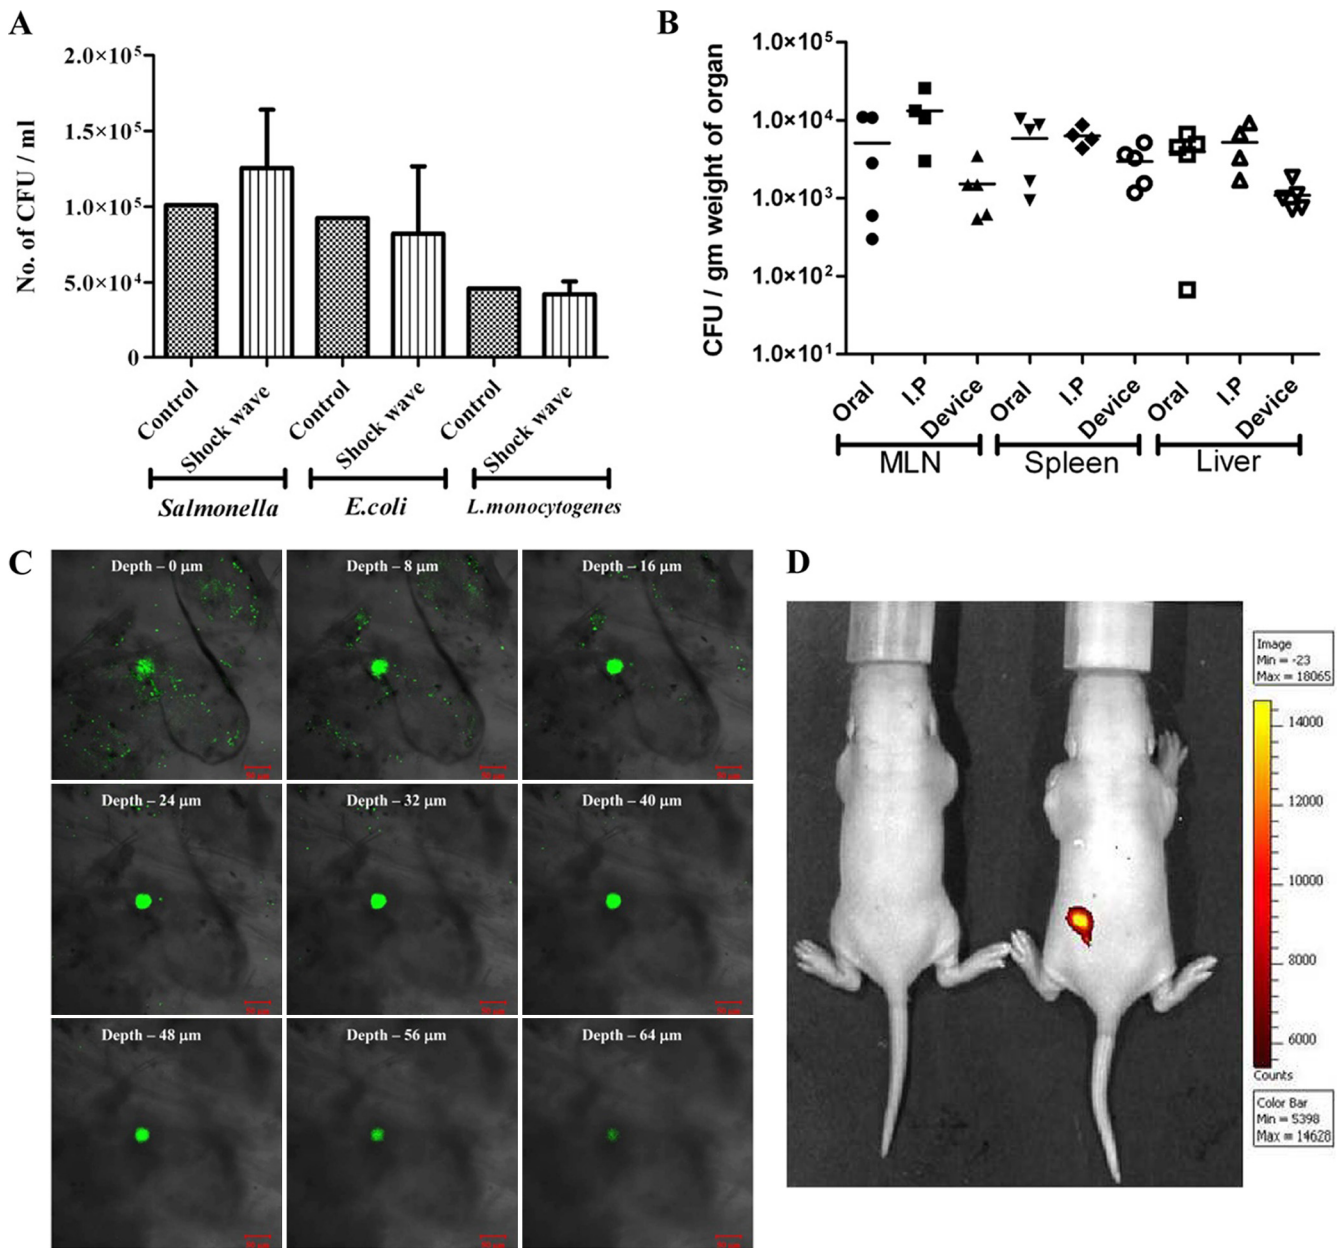 A
No. of CFU / ml
2.0×10⁵
1.5×10⁵
1.0×10⁵
5.0×10⁴
0
Control
Shock wave
Control
Shock wave
Control
Shock wave
Salmonella
E.coli
L.monocytogenes
B
CFU / gm weight of organ
1.0×10⁵
1.0×10⁴
1.0×10³
1.0×10²
1.0×10¹
Oral
I.P
Device
Oral
I.P
Device
Oral
I.P
Device
MLN
Spleen
Liver
C
Depth – 0 µm
Depth – 8 µm
Depth – 16 µm
Depth – 24 µm
Depth – 32 µm
Depth – 40 µm
Depth – 48 µm
Depth – 56 µm
Depth – 64 µm
D
Image
Min = -23
Max = 18065
14000
12000
10000
8000
6000
Counts
Color Bar
Min = 5398
Max = 14628